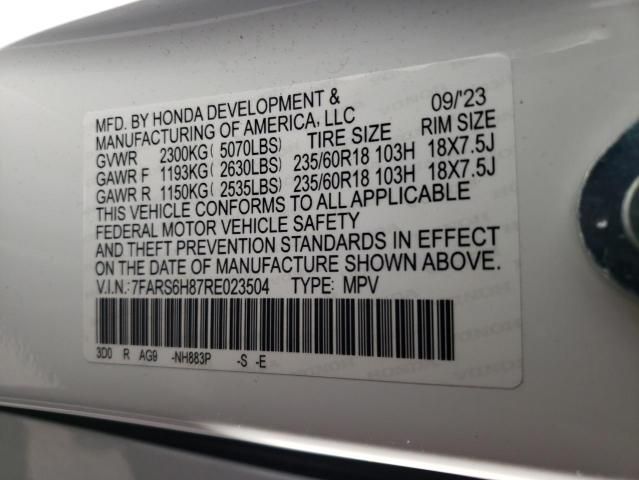 MFD. BY HONDA DEVELOPMENT & 09/'23
MANUFACTURING OF AMERICA, LLC
GVWR 2300KG( 5070LBS) TIRE SIZE RIM SIZE
GAWR F 1193KG( 2630LBS) 235/60R18 103H 18X7.5J
GAWR R 1150KG( 2535LBS) 235/60R18 103H 18X7.5J
THIS VEHICLE CONFORMS TO ALL APPLICABLE
FEDERAL MOTOR VEHICLE SAFETY
AND THEFT PREVENTION STANDARDS IN EFFECT
ON THE DATE OF MANUFACTURE SHOWN ABOVE.
V.I.N.: 7FARS6H87RE023504 TYPE: MPV
3D0 R AG9 -NH883P -S -E